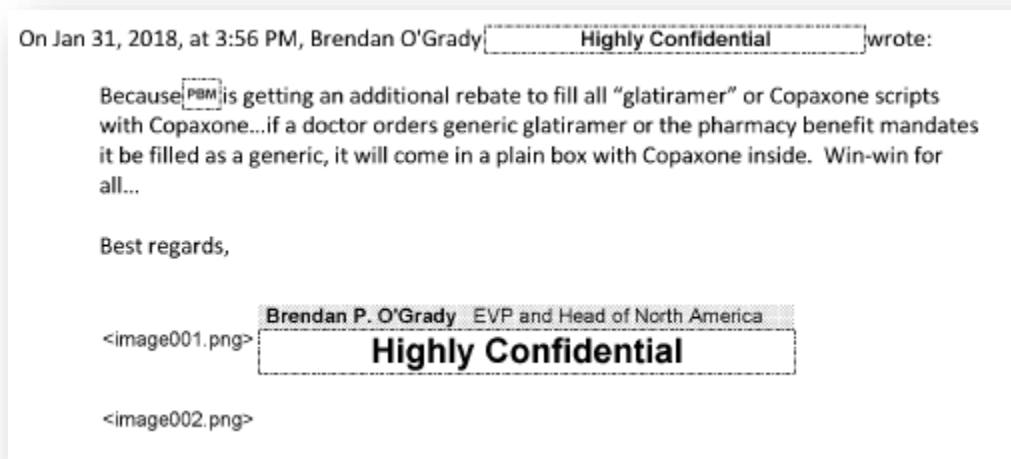 On Jan 31, 2018, at 3:56 PM, Brendan O'Grady Highly Confidential wrote:
Because PBM is getting an additional rebate to fill all “glatiramer” or Copaxone scripts
with Copaxone...if a doctor orders generic glatiramer or the pharmacy benefit mandates
it be filled as a generic, it will come in a plain box with Copaxone inside.  Win-win for
all...
Best regards,
Brendan P. O'Grady EVP and Head of North America
<image001.png>
Highly Confidential
<image002.png>